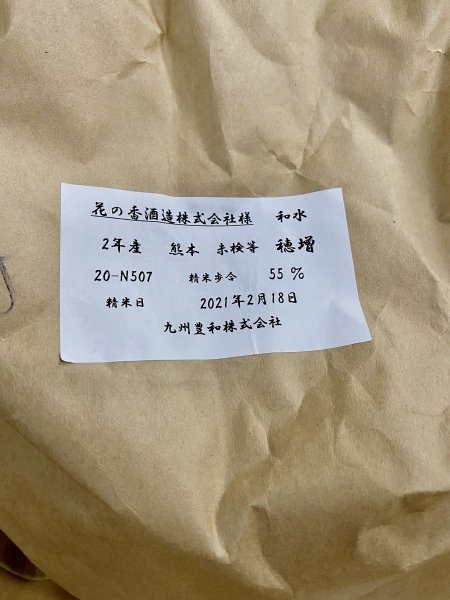 花の香酒造株式会社様 和水
2年産 熊本 未検等 穂増
20-N507 精米歩合 55 %
精米日 2021年2月18日
九州豊和株式会社